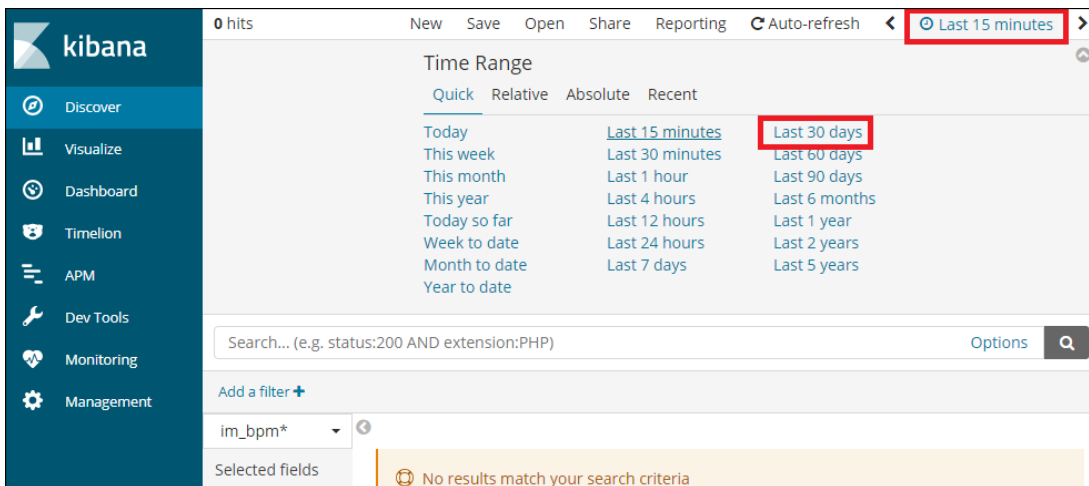 kibana
Discover
Visualize
Dashboard
Timelion
APM
Dev Tools
Monitoring
Management
0 hits New Save Open Share Reporting Auto-refresh Last 15 minutes
Time Range
Quick Relative Absolute Recent
Today Last 15 minutes Last 30 days
This week Last 30 minutes Last 60 days
This month Last 1 hour Last 90 days
This year Last 4 hours Last 6 months
Today so far Last 12 hours Last 1 year
Week to date Last 24 hours Last 2 years
Month to date Last 7 days Last 5 years
Year to date
Search... (e.g. status:200 AND extension:PHP) Options
Add a filter +
im_bpm*
Selected fields
No results match your search criteria